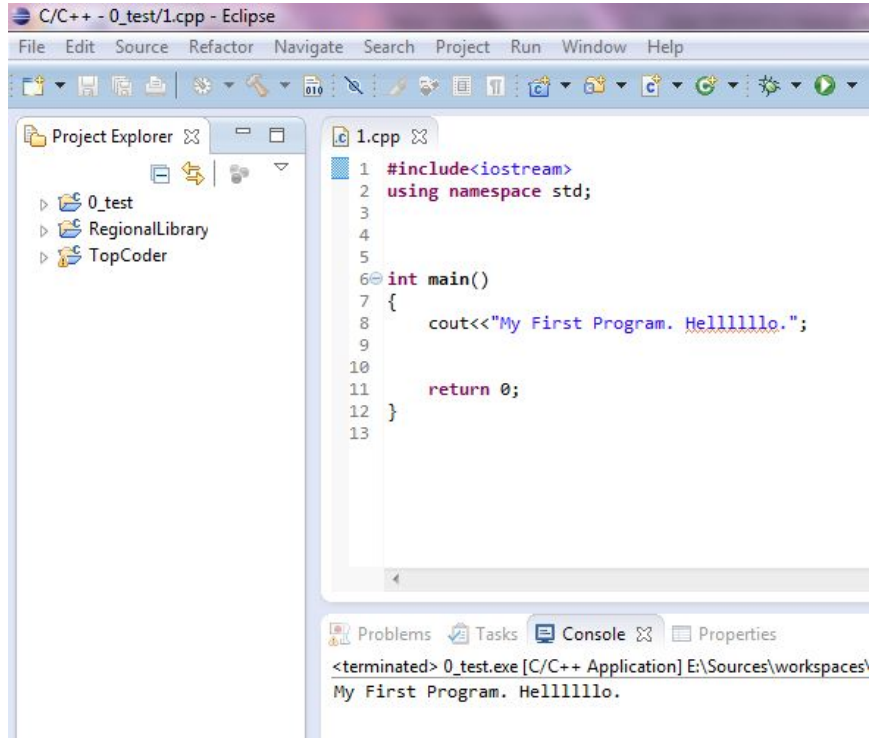 C/C++ - 0_test/1.cpp - Eclipse
File Edit Source Refactor Navigate Search Project Run Window Help
010
Project Explorer
0_test
RegionalLibrary
TopCoder
1.cpp
1 #include<iostream>
2 using namespace std;
3
4
5
6 int main()
7 {
8 cout<<"My First Program. Hellllllo.";
9
10
11 return 0;
12 }
13
Problems Tasks Console Properties
<terminated> 0_test.exe [C/C++ Application] E:\Sources\workspaces\
My First Program. Hellllllo.